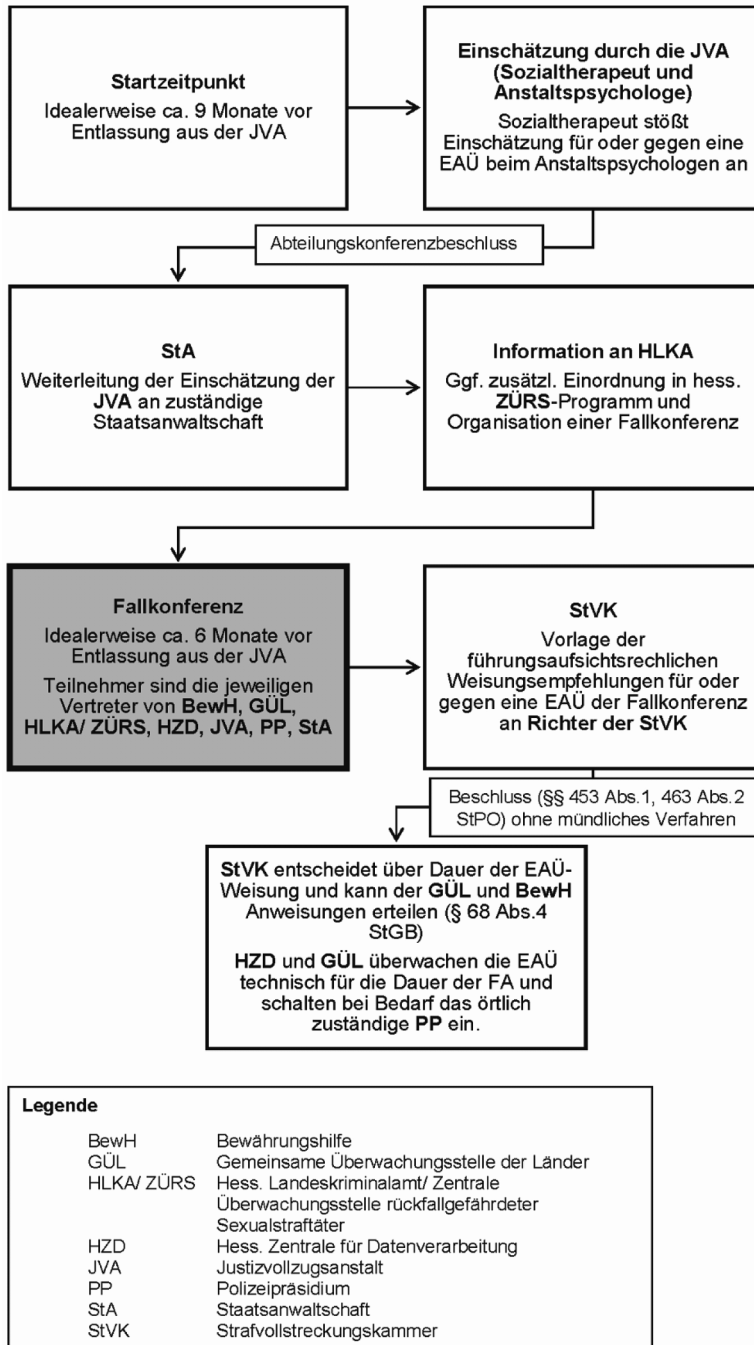 Startzeitpunkt
Idealerweise ca. 9 Monate vor
Entlassung aus der JVA
Einschätzung durch die JVA
(Sozialtherapeut und
Anstaltspsychologe)
Sozialtherapeut stößt
Einschätzung für oder gegen eine
EAÜ beim Anstaltspsychologen an
Abteilungskonferenzbeschluss
StA
Weiterleitung der Einschätzung der
JVA an zuständige
Staatsanwaltschaft
Information an HLKA
Ggf. zusätzl. Einordnung in hess.
ZÜRS-Programm und
Organisation einer Fallkonferenz
Fallkonferenz
Idealerweise ca. 6 Monate vor
Entlassung aus der JVA
Teilnehmer sind die jeweiligen
Vertreter von BewH, GÜL,
HLKA/ ZÜRS, HZD, JVA, PP, StA
StVK
Vorlage der
führungsaufsichtsrechlichen
Weisungsempfehlungen für oder
gegen eine EAÜ der Fallkonferenz
an Richter der StVK
Beschluss (§§ 453 Abs.1, 463 Abs.2
StPO) ohne mündliches Verfahren
StVK entscheidet über Dauer der EAÜ-
Weisung und kann der GÜL und BewH
Anweisungen erteilen (§ 68 Abs.4
StGB)
HZD und GÜL überwachen die EAÜ
technisch für die Dauer der FA und
schalten bei Bedarf das örtlich
zuständige PP ein.
Legende
BewH Bewährungshilfe
GÜL Gemeinsame Überwachungsstelle der Länder
HLKA/ ZÜRS Hess. Landeskriminalamt/ Zentrale
Überwachungsstelle rückfallgefährdeter
Sexualstraftäter
HZD Hess. Zentrale für Datenverarbeitung
JVA Justizvollzugsanstalt
PP Polizeipräsidium
StA Staatsanwaltschaft
StVK Strafvollstreckungskammer